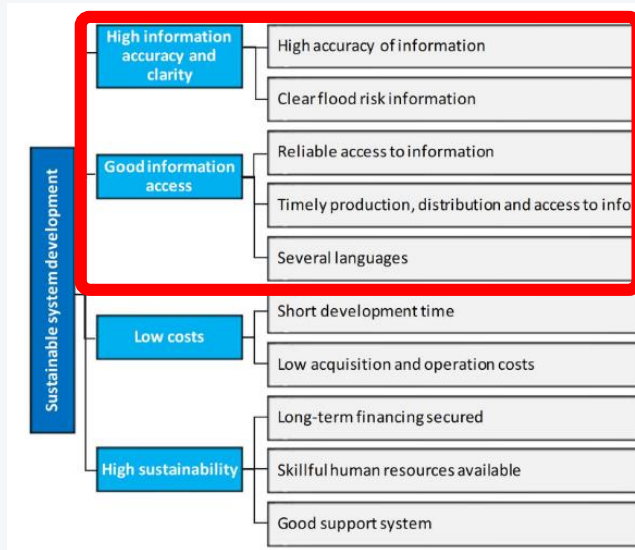 High information
accuracy and
clarity
High accuracy of information
Clear flood risk information
Good information
access
Reliable access to information
Timely production, distribution and access to info
Several languages
Sustainable system development
Low costs
Short development time
Low acquisition and operation costs
High sustainability
Long-term financing secured
Skillful human resources available
Good support system